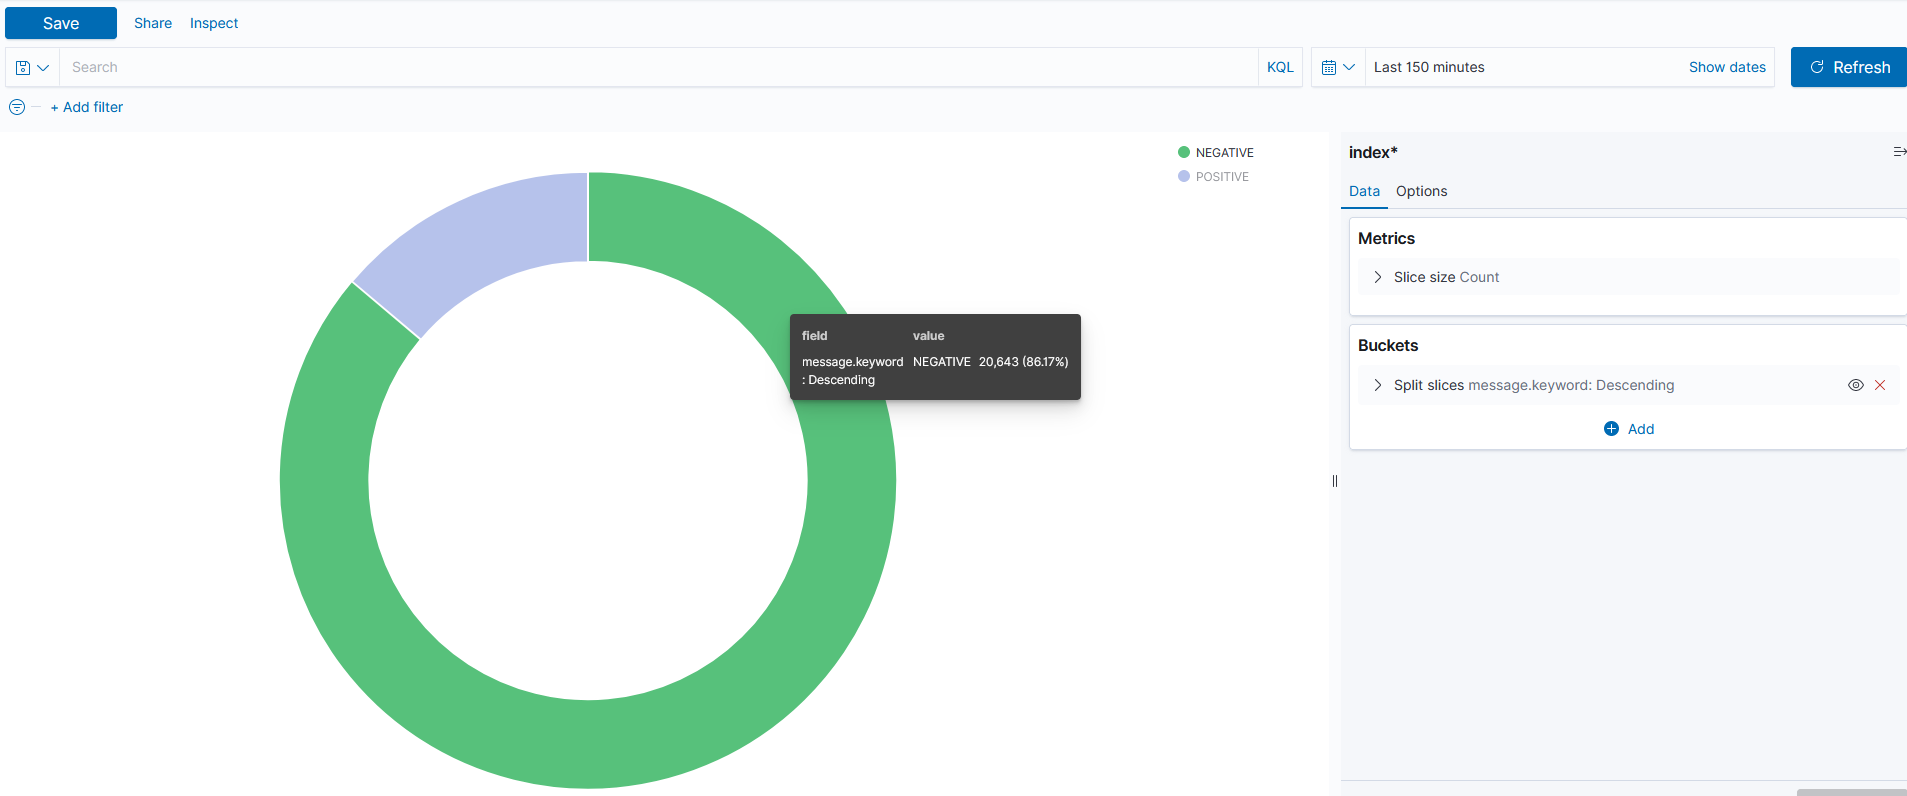 Save Share Inspect
Search KQL Last 150 minutes Show dates Refresh
+ Add filter
NEGATIVE
POSITIVE
field value
message.keyword NEGATIVE 20,643 (86.17%)
: Descending
index*
Data Options
Metrics
Slice size Count
Buckets
Split slices message.keyword: Descending
Add